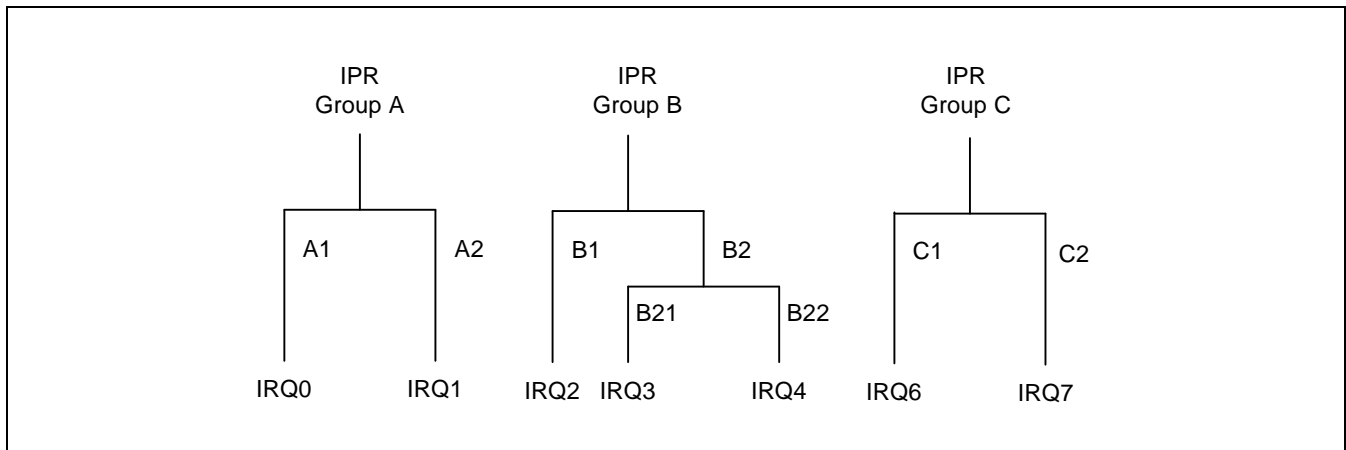 IPR
Group A
IPR
Group B
IPR
Group C
A1
A2
B1
B2
C1
C2
B21
B22
IRQ0
IRQ1
IRQ2
IRQ3
IRQ4
IRQ6
IRQ7